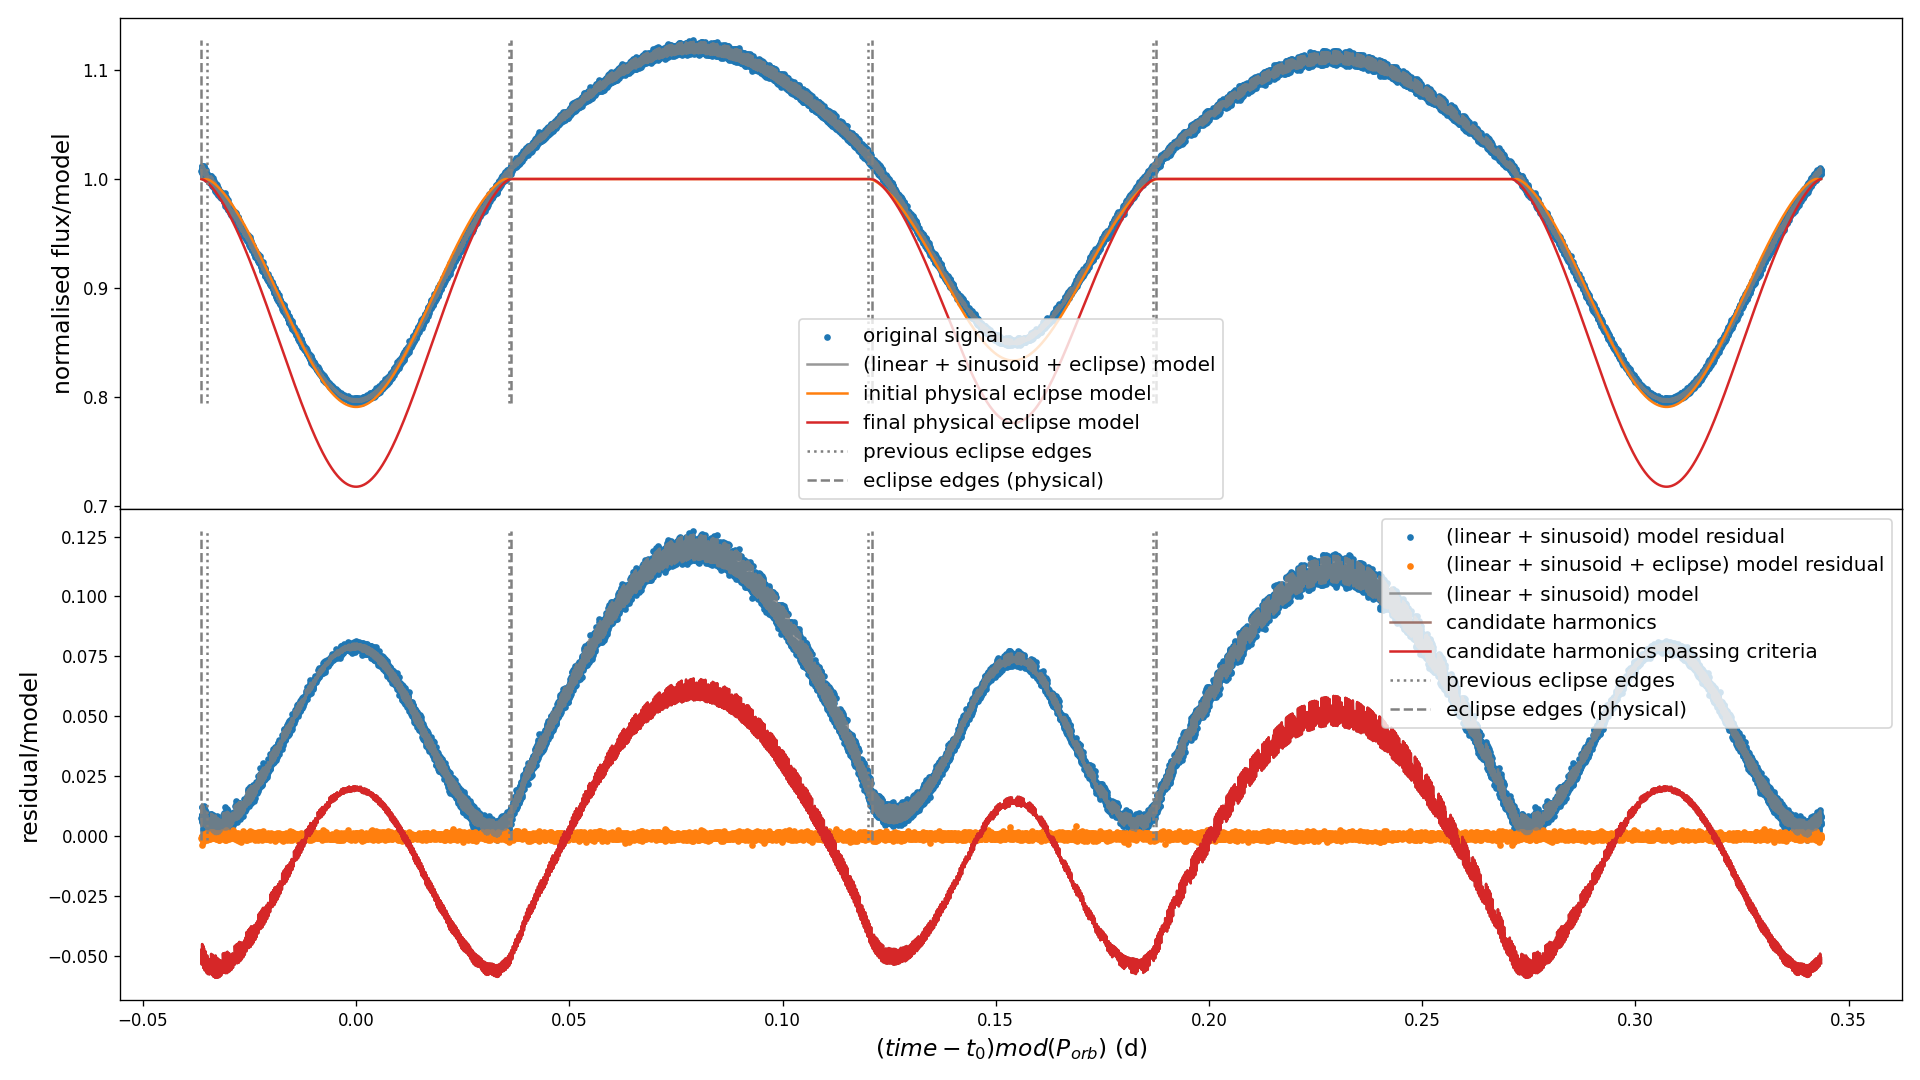 normalised flux/model
1.1
1.0
0.9
0.8
0.7
original signal
(linear + sinusoid + eclipse) model
initial physical eclipse model
final physical eclipse model
previous eclipse edges
eclipse edges (physical)
residual/model
0.125
0.100
0.075
0.050
0.025
0.000
−0.025
−0.050
(linear + sinusoid) model residual
(linear + sinusoid + eclipse) model residual
(linear + sinusoid) model
candidate harmonics
candidate harmonics passing criteria
previous eclipse edges
eclipse edges (physical)
−0.05 0.00 0.05 0.10 0.15 0.20 0.25 0.30 0.35
(time − t₀)mod(Pₒᵣb) (d)